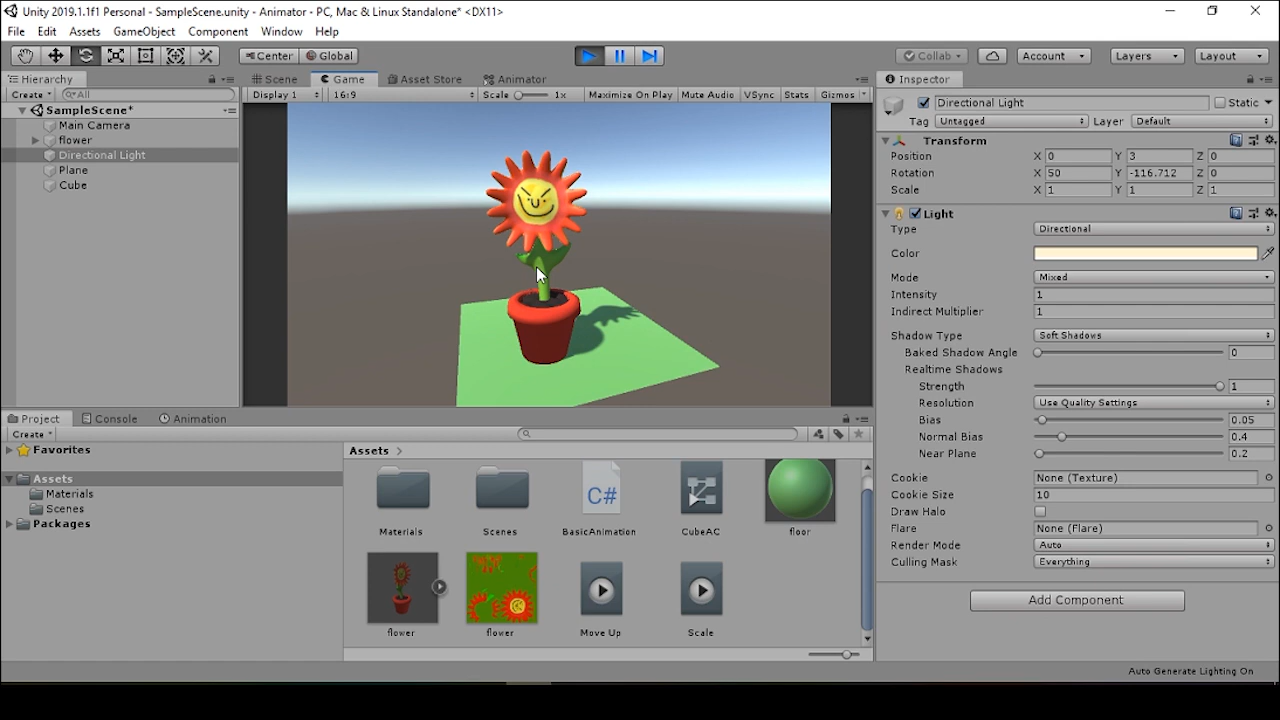 Unity 2019.1.1f1 Personal - SampleScene.unity - Animator - PC, Mac & Linux Standalone* <DX11>
File Edit Assets GameObject Component Window Help
Center Global Collab Account Layers Layout
Hierarchy Scene Game Asset Store Animator Inspector
Create All Display 1 16:9 Scale 1x Maximize On Play Mute Audio VSync Stats Gizmos
Directional Light Static
SampleScene*
Tag Untagged Layer Default
Main Camera
flower
Directional Light
Plane
Cube
Transform
Position X 0 Y 3 Z 0
Rotation X 50 Y -116.712 Z 0
Scale X 1 Y 1 Z 1
Light
Type Directional
Color
Mode Mixed
Intensity 1
Indirect Multiplier 1
Shadow Type Soft Shadows
Baked Shadow Angle 0
Realtime Shadows
Strength 1
Resolution Use Quality Settings
Bias 0.05
Normal Bias 0.4
Near Plane 0.2
Cookie None (Texture)
Cookie Size 10
Draw Halo
Flare None (Flare)
Render Mode Auto
Culling Mask Everything
Add Component
Project Console Animation
Create
Favorites
Assets
Materials
Scenes
Packages
Assets
C#
Materials Scenes BasicAnimation CubeAC floor
flower flower Move Up Scale
Auto Generate Lighting On